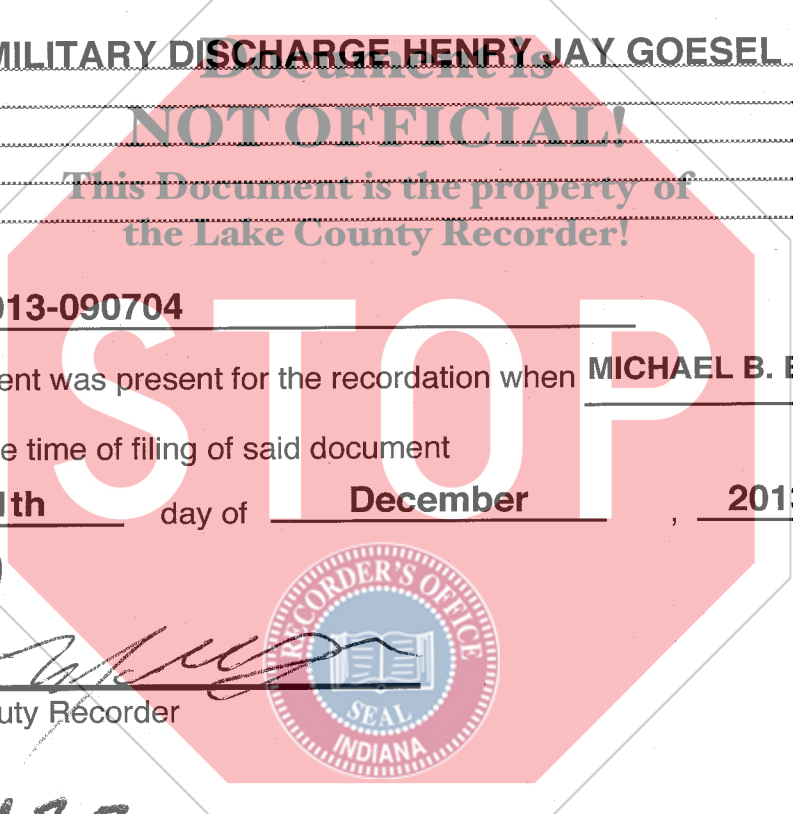 MILITARY DISCHARGE HENRY JAY GOESEL
Document is
NOT OFFICIAL!
This Document is the property of
the Lake County Recorder!
013-090704
ent was present for the recordation when MICHAEL B.
e time of filing of said document
1th day of December , 2013
STOP
RECORDER'S OFFICE
SEAL
INDIANA
uty Recorder